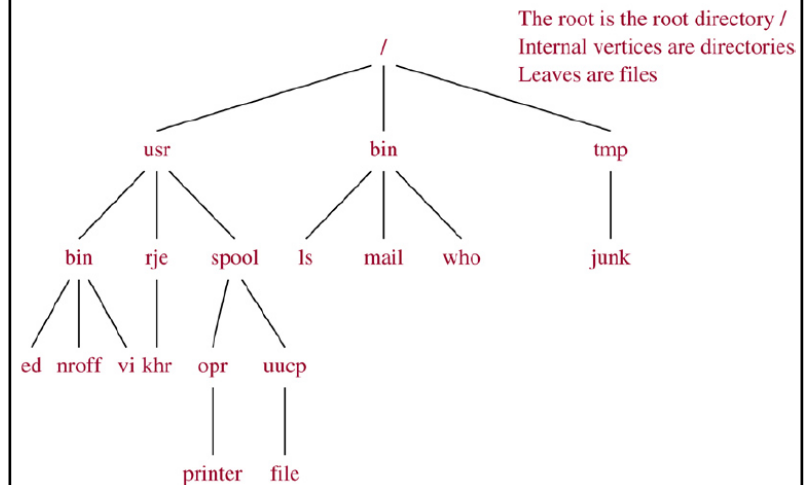 The root is the root directory /
Internal vertices are directories
Leaves are files
/
usr bin tmp
bin rje spool ls mail who junk
ed nroff vi khr opr uucp
printer file